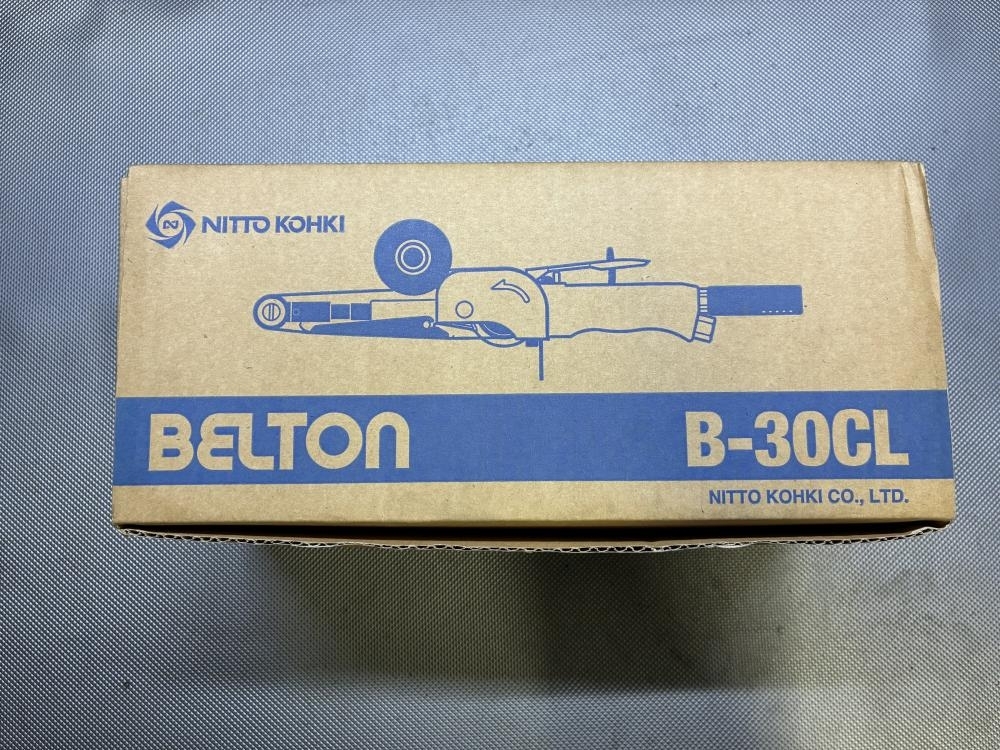 NITTO KOHKI
BELTON
B-30CL
NITTO KOHKI CO., LTD.